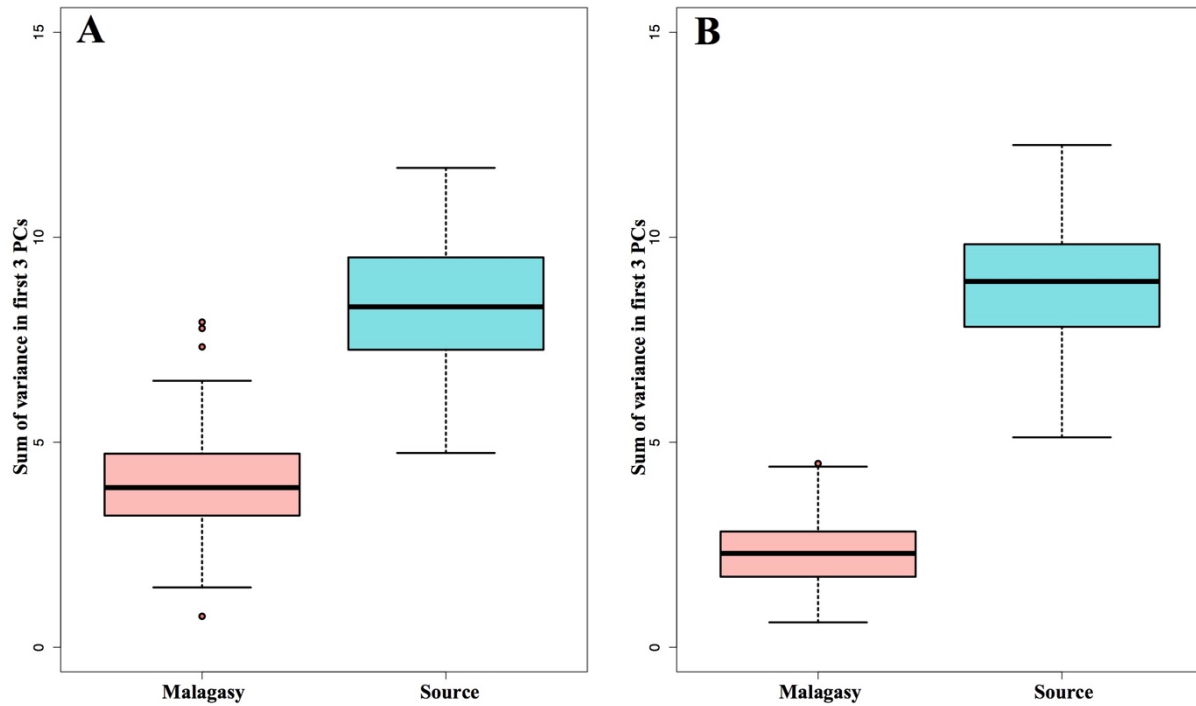 A
Sum of variance in first 3 PCs
15
10
5
0
Malagasy
Source
B
Sum of variance in first 3 PCs
15
10
5
0
Malagasy
Source